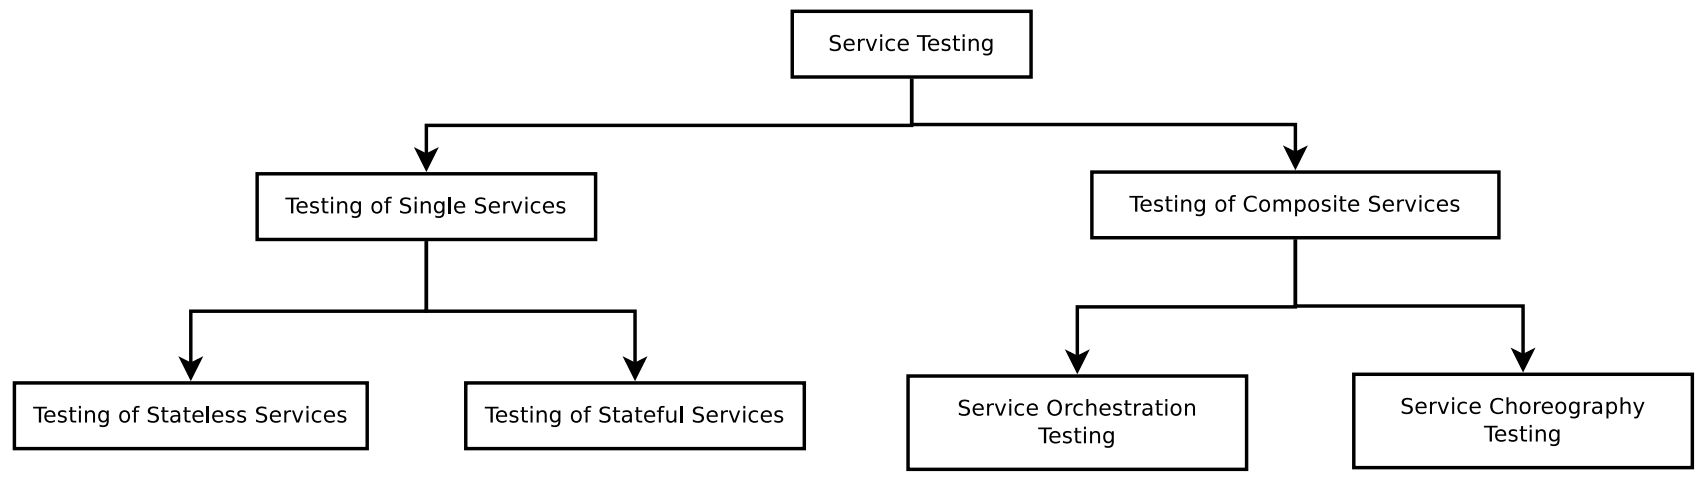 Service Testing
Testing of Single Services
Testing of Composite Services
Testing of Stateless Services
Testing of Stateful Services
Service Orchestration
Testing
Service Choreography
Testing